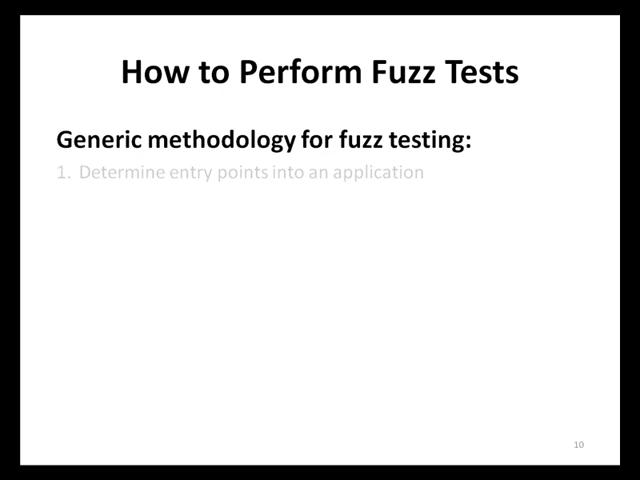 How to Perform Fuzz Tests
Generic methodology for fuzz testing:
1. Determine entry points into an application
10